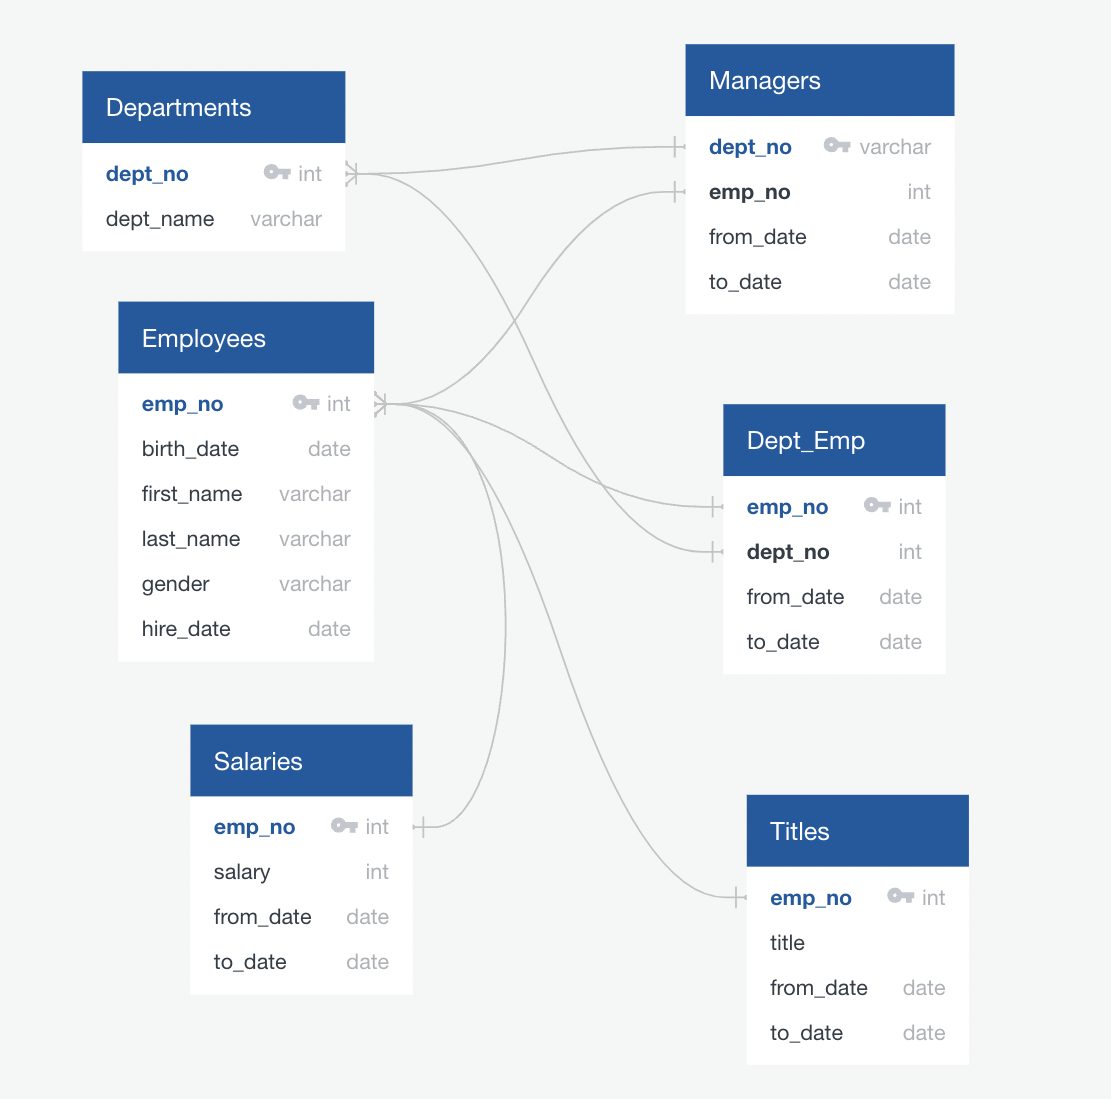 Departments
dept_no int
dept_name varchar
Managers
dept_no varchar
emp_no int
from_date date
to_date date
Employees
emp_no int
birth_date date
first_name varchar
last_name varchar
gender varchar
hire_date date
Dept_Emp
emp_no int
dept_no int
from_date date
to_date date
Salaries
emp_no int
salary int
from_date date
to_date date
Titles
emp_no int
title
from_date date
to_date date